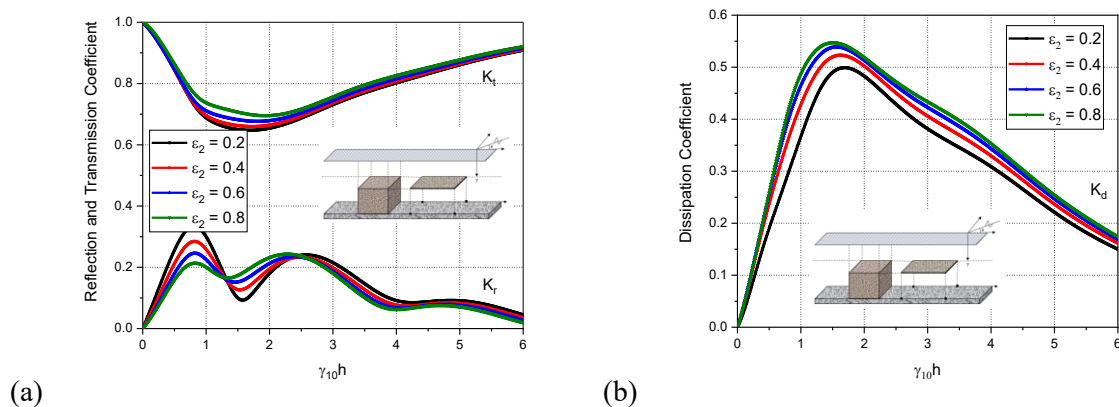 Reflection and Transmission Coefficient
1.0
0.8
0.6
0.4
0.2
0.0
0 1 2 3 4 5 6
γ₁₀h
Kt
Kr
ε₂ = 0.2
ε₂ = 0.4
ε₂ = 0.6
ε₂ = 0.8
(a)
Dissipation Coefficient
0.6
0.5
0.4
0.3
0.2
0.1
0.0
0 1 2 3 4 5 6
γ₁₀h
Kd
ε₂ = 0.2
ε₂ = 0.4
ε₂ = 0.6
ε₂ = 0.8
(b)